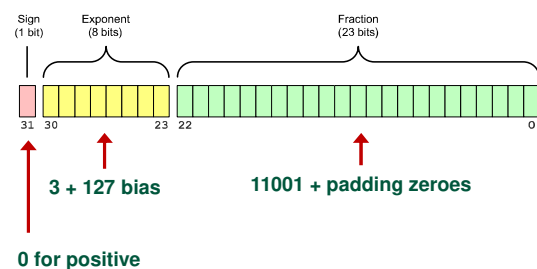 Sign
(1 bit)
Exponent
(8 bits)
Fraction
(23 bits)
31 30 23 22 0
3 + 127 bias
11001 + padding zeroes
0 for positive